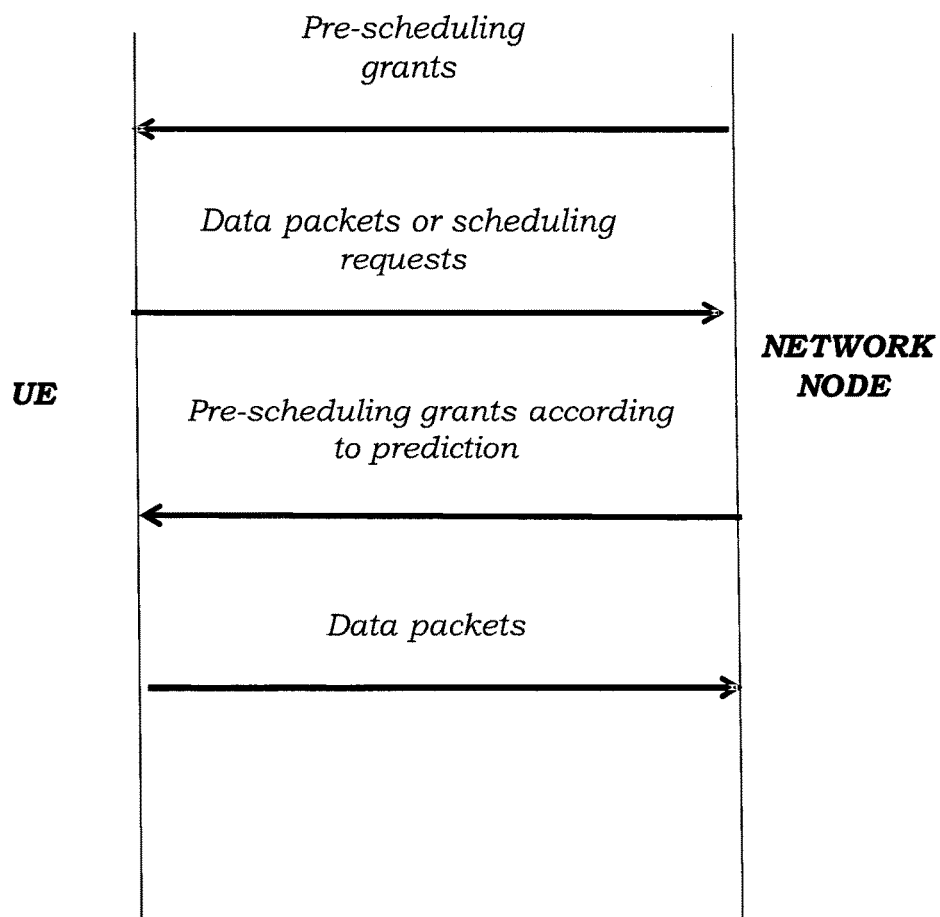 Pre-scheduling
grants
Data packets or scheduling
requests
NETWORK
NODE
UE
Pre-scheduling grants according
to prediction
Data packets